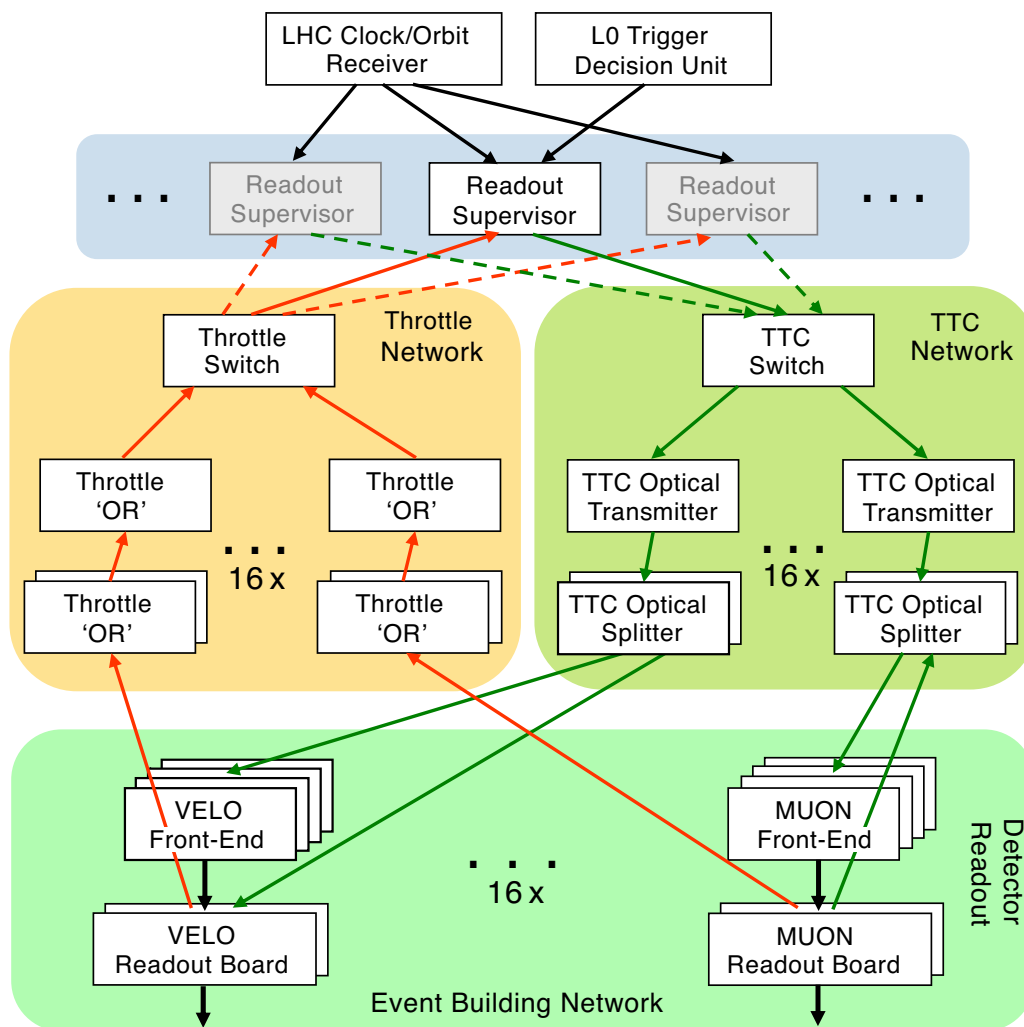 LHC Clock/Orbit
Receiver
L0 Trigger
Decision Unit
. . .
Readout
Supervisor
Readout
Supervisor
Readout
Supervisor
. . .
Throttle
Switch
Throttle
Network
TTC
Switch
TTC
Network
Throttle
‘OR’
Throttle
‘OR’
TTC Optical
Transmitter
TTC Optical
Transmitter
. . .
16 x
. . .
16 x
Throttle
‘OR’
Throttle
‘OR’
TTC Optical
Splitter
TTC Optical
Splitter
VELO
Front-End
MUON
Front-End
. . .
16 x
Detector
Readout
VELO
Readout Board
MUON
Readout Board
Event Building Network